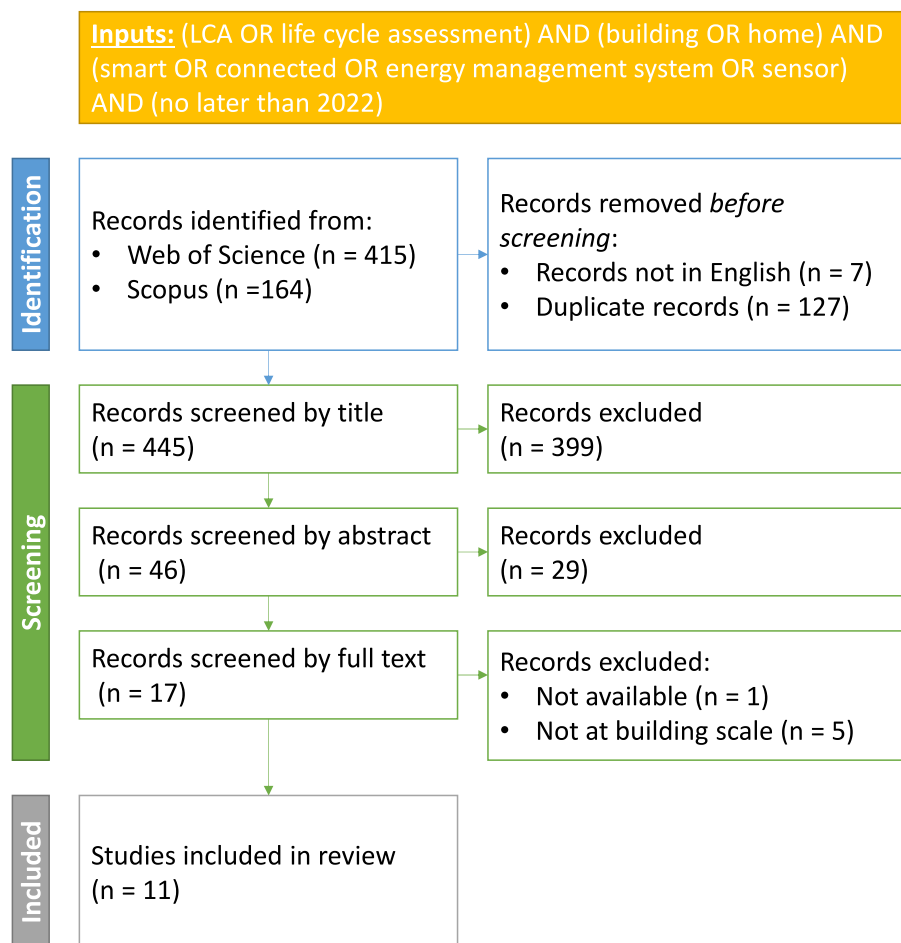 Inputs: (LCA OR life cycle assessment) AND (building OR home) AND
(smart OR connected OR energy management system OR sensor)
AND (no later than 2022)
Identification
Records identified from:
• Web of Science (n = 415)
• Scopus (n =164)
Records removed before
screening:
• Records not in English (n = 7)
• Duplicate records (n = 127)
Screening
Records screened by title
(n = 445)
Records excluded
(n = 399)
Records screened by abstract
(n = 46)
Records excluded
(n = 29)
Records screened by full text
(n = 17)
Records excluded:
• Not available (n = 1)
• Not at building scale (n = 5)
Included
Studies included in review
(n = 11)